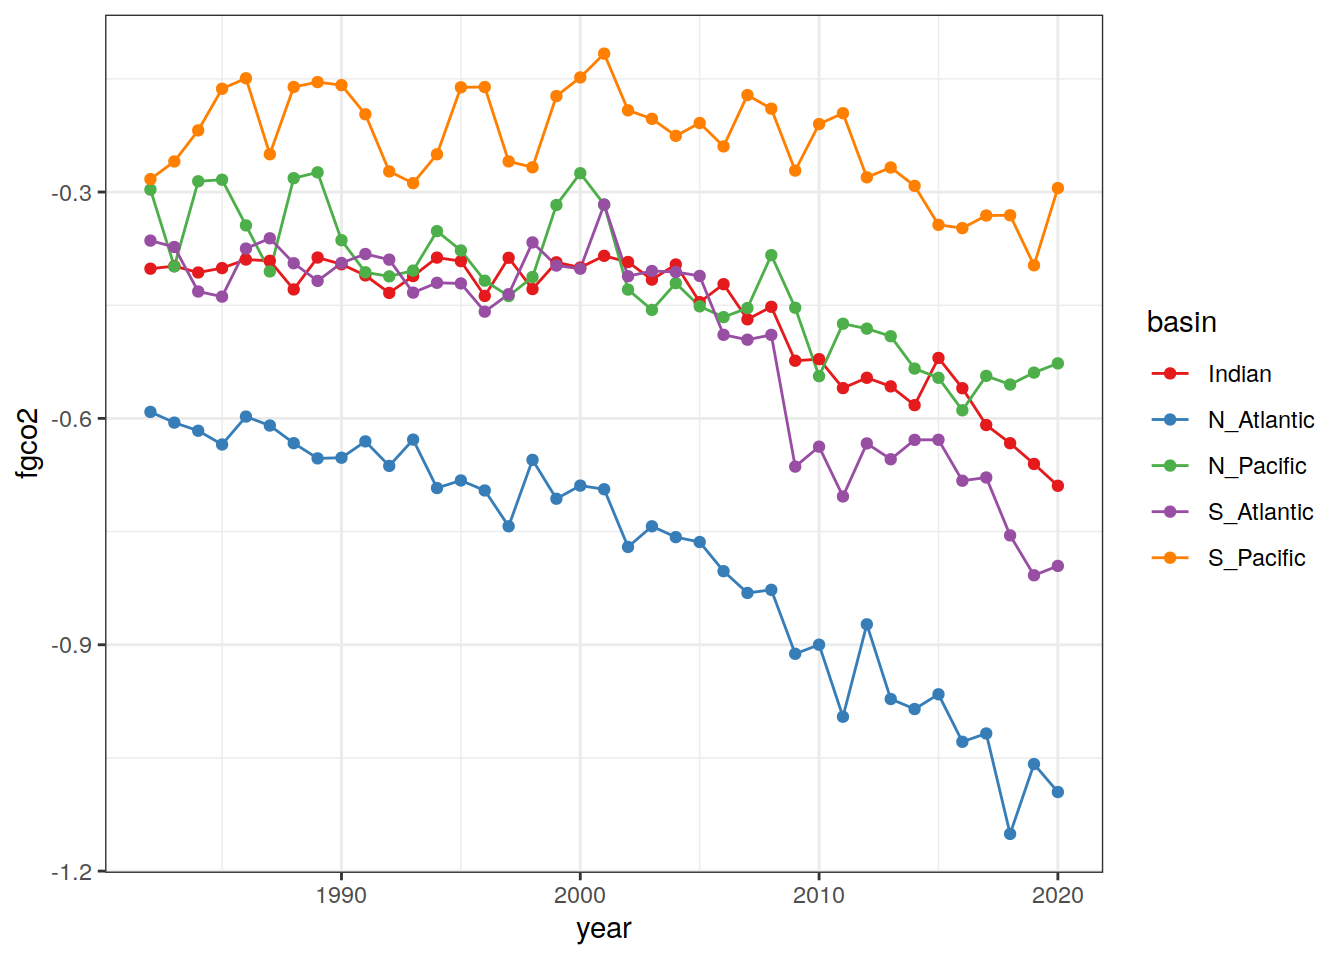 -0.3
-0.6
-0.9
-1.2
fgco2
1990
2000
2010
2020
year
basin
Indian
N_Atlantic
N_Pacific
S_Atlantic
S_Pacific